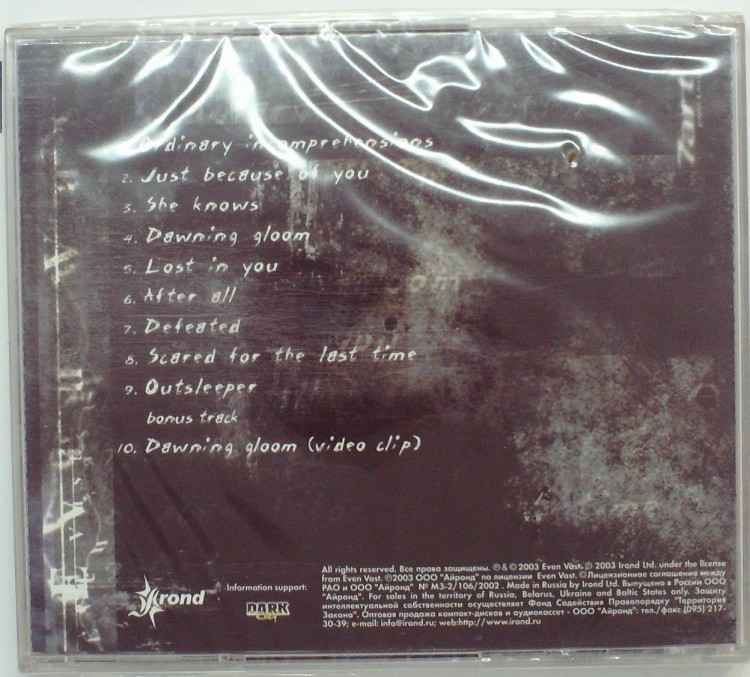 Ordinary incomprehensions
2. Just because of you
3. She knows
4. Dawning gloom
5. Lost in you
6. After all
7. Defeated
8. Scared for the last time
9. Outsleeper
bonus track
10. Dawning gloom (video clip)
irond
Information support:
DARK
All rights reserved. Все права защищены. ℗ & © 2003 Even Vast. ℗ 2003 Irond Ltd. under the license
from Even Vast. ℗2003 ООО "Айронд" по лицензии Even Vast. ©Лицензионное соглашение между
РАО и ООО "Айронд" № М3-2/106/2002 . Made in Russia by Irond Ltd. Выпущено в России ООО
"Айронд". For sales in the territory of Russia, Belarus, Ukraine and Baltic States only. Защиту
интеллектуальной собственности осуществляет Фонд Содействия Правопорядку "Территория
Закона". Оптовая продажа компакт-дисков и аудиокассет - ООО "Айронд": тел./факс (095) 217-
30-39; e-mail: info@irond.ru; web:http://www.irond.ru